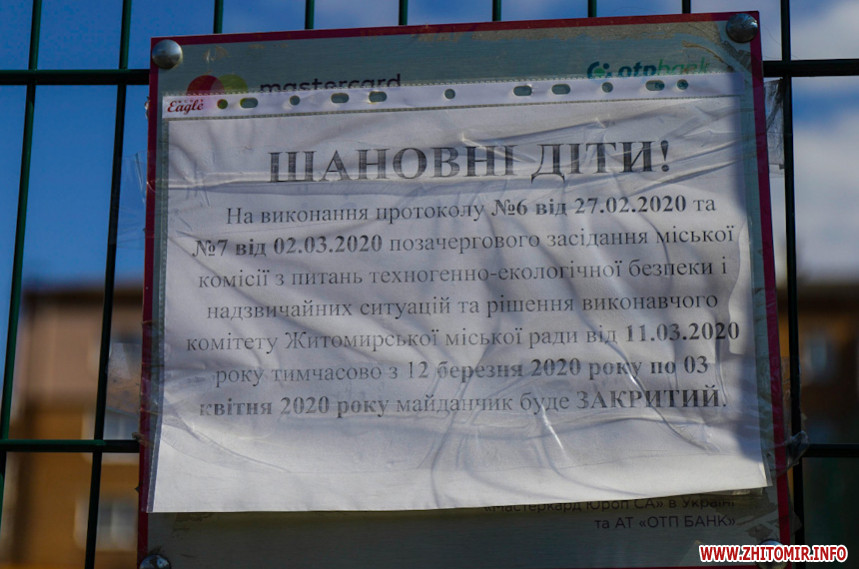 mastercard
otpbank
Eagle
ШАНОВНІ ДІТИ!
На виконання протоколу №6 від 27.02.2020 та
№7 від 02.03.2020 позачергового засідання міської
комісії з питань техногенно-екологічної безпеки і
надзвичайних ситуацій та рішення виконавчого
комітету Житомирської міської ради від 11.03.2020
року тимчасово з 12 березня 2020 року по 03
квітня 2020 року майданчик буде ЗАКРИТИЙ.
«Мастеркард Юроп СА» в Україні
та АТ «ОТП БАНК»
WWW.ZHITOMIR.INFO